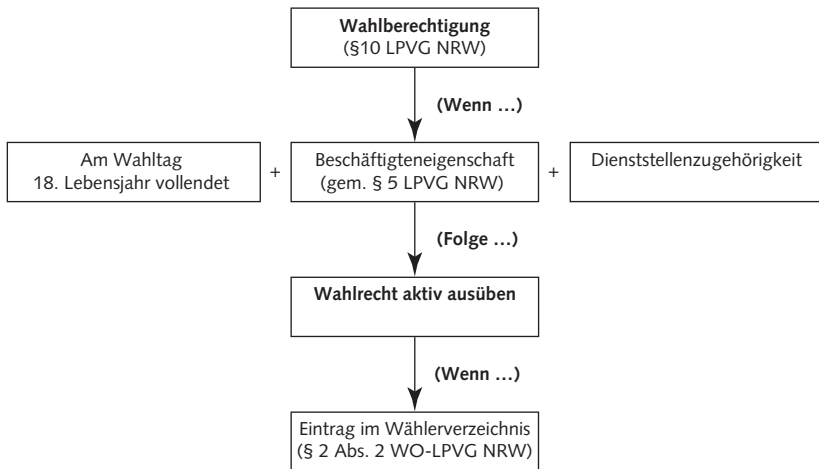 Wahlberechtigung
(§10 LPVG NRW)
(Wenn …)
Am Wahltag
18. Lebensjahr vollendet
+
Beschäftigteneigenschaft
(gem. § 5 LPVG NRW)
+
Dienststellenzugehörigkeit
(Folge …)
Wahlrecht aktiv ausüben
(Wenn …)
Eintrag im Wählerverzeichnis
(§ 2 Abs. 2 WO-LPVG NRW)